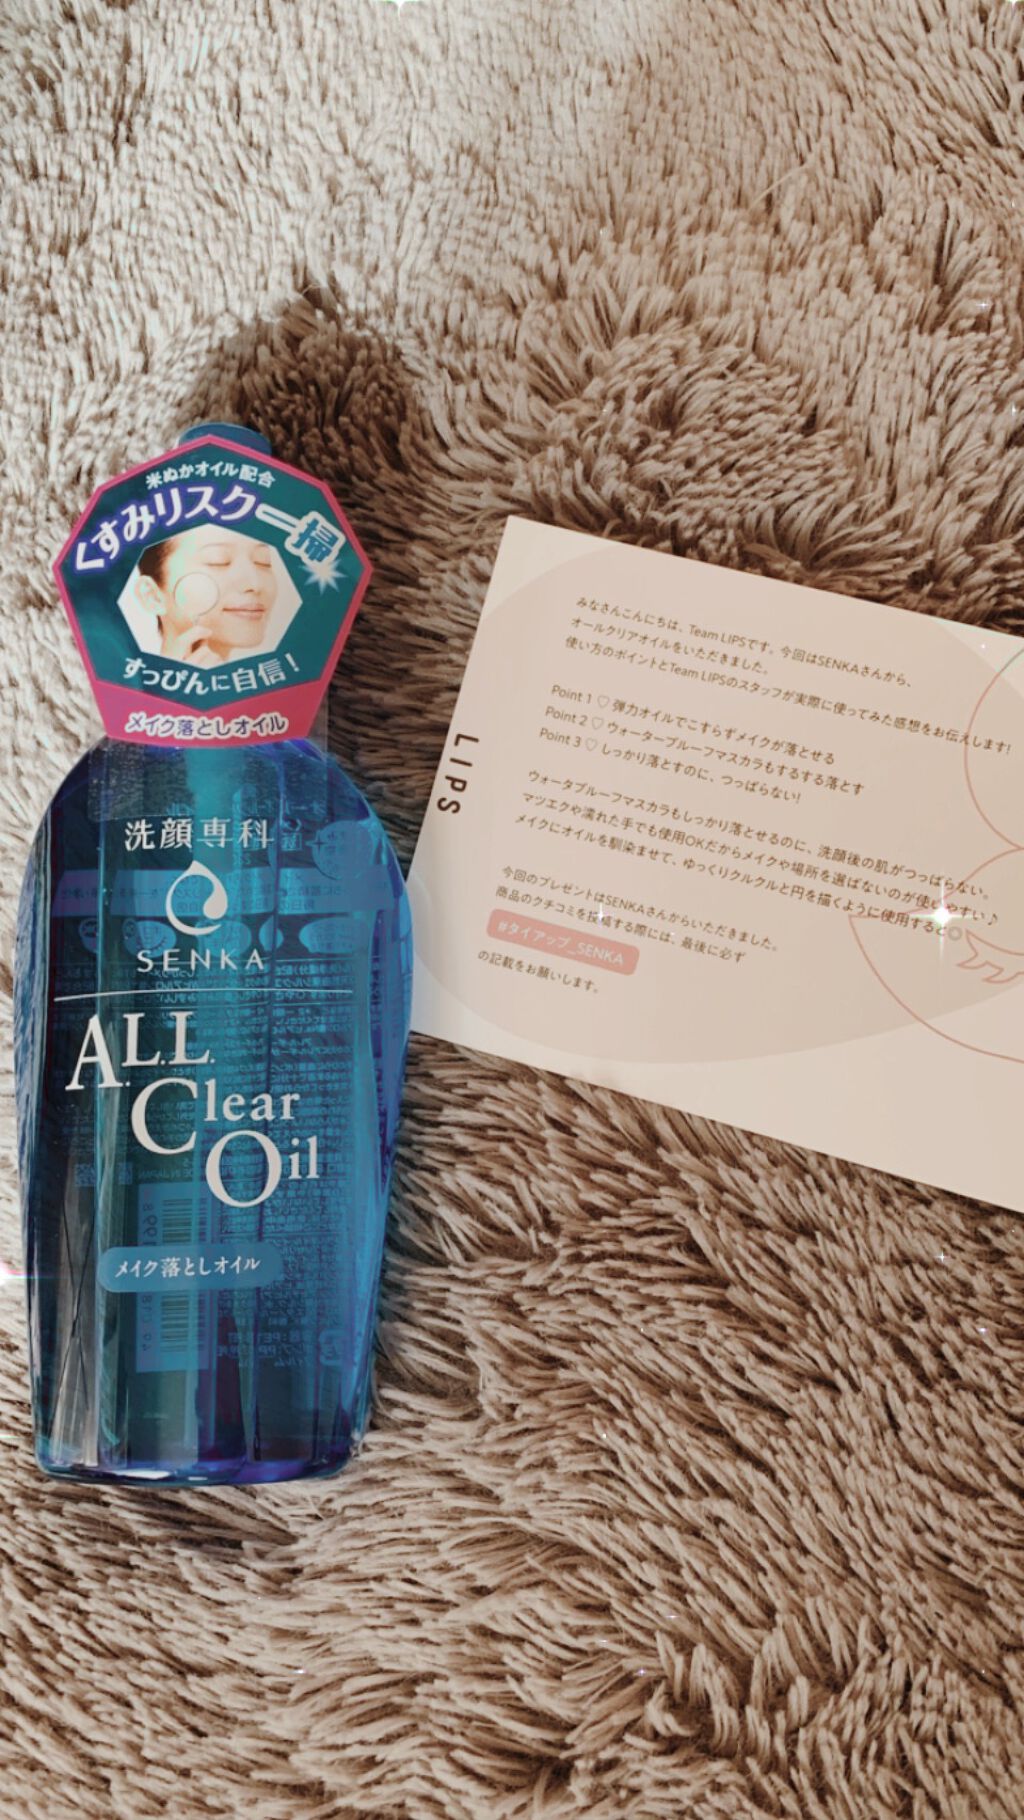 米ぬかオイル配合
くすみリスク一掃
すっぴんに自信!
メイク落としオイル
洗顔専科
SENKA
A.L.L.
Clear
Oil
メイク落としオイル
LIPS
みなさんこんにちは、Team LIPSです。今回はSENKAさんから、
オールクリアオイルをいただきました。
使い方のポイントとTeam LIPSのスタッフが実際に使ってみた感想をお伝えします!
Point 1 ♡ 弾力オイルでこすらずメイクが落とせる
Point 2 ♡ ウォータープルーフマスカラもするする落とす
Point 3 ♡ しっかり落とすのに、つっぱらない!
ウォータプルーフマスカラもしっかり落とせるのに、洗顔後の肌がつっぱらない。
マツエクや濡れた手でも使用OKだからメイクや場所を選ばないのが使いやすい♪
メイクにオイルを馴染ませて、ゆっくりクルクルと円を描くように使用すると◎
今回のプレゼントはSENKAさんからいただきました。
商品のクチコミを投稿する際には、最後に必ず
#タイアップ_SENKA
の記載をお願いします。